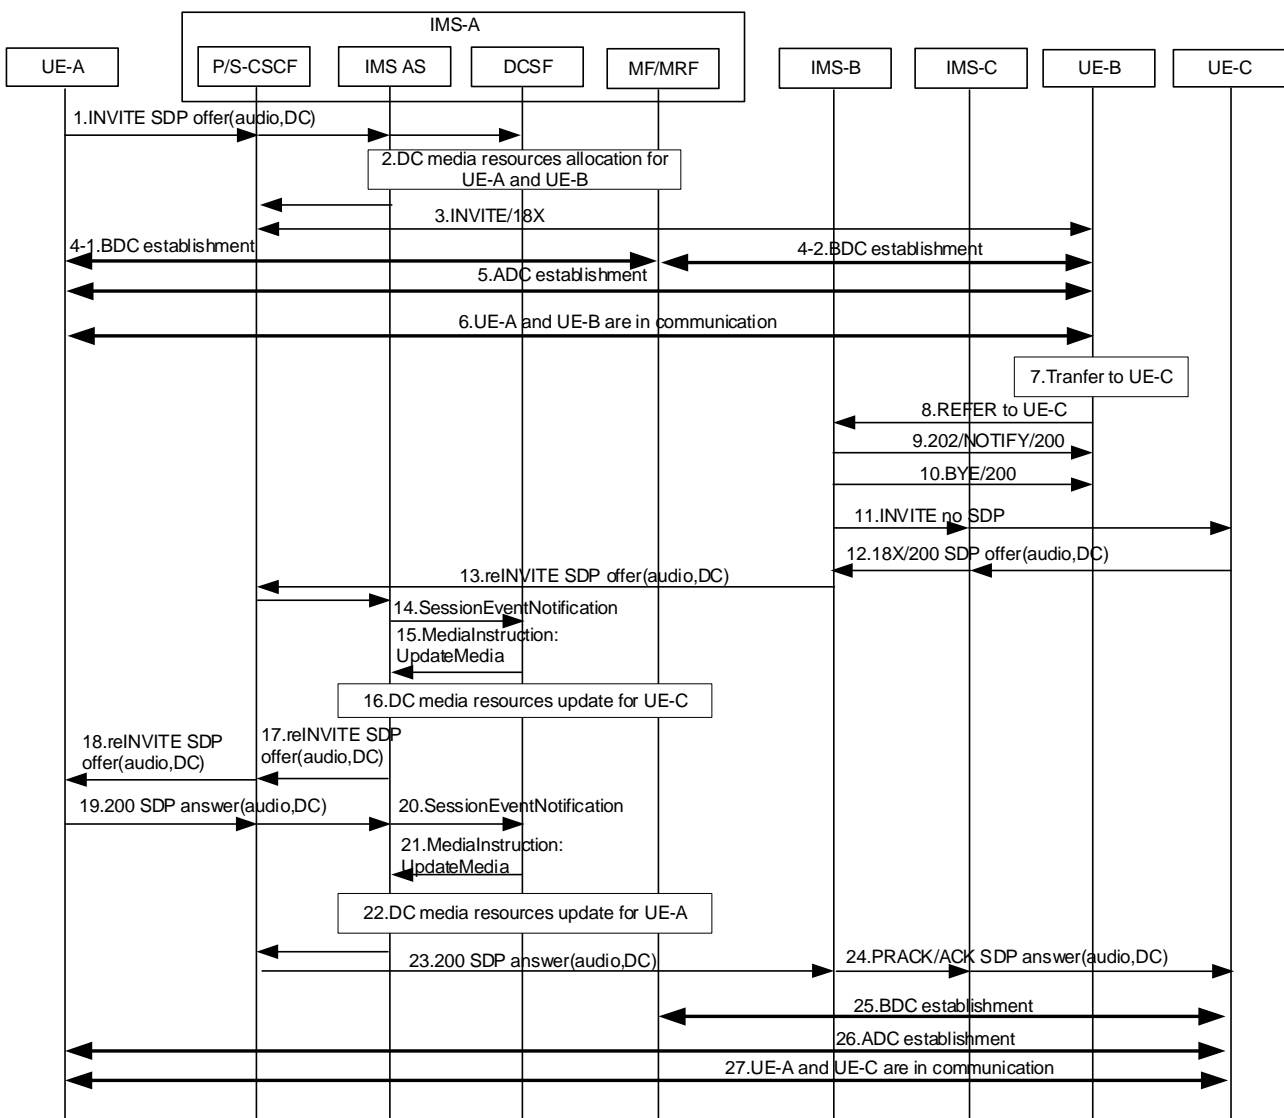 IMS-A
UE-A
P/S-CSCF
IMS AS
DCSF
MF/MRF
IMS-B
IMS-C
UE-B
UE-C
1.INVITE SDP offer(audio,DC)
2.DC media resources allocation for
UE-A and UE-B
3.INVITE/18X
4-1.BDC establishment
4-2.BDC establishment
5.ADC establishment
6.UE-A and UE-B are in communication
7.Tranfer to UE-C
8.REFER to UE-C
9.202/NOTIFY/200
10.BYE/200
11.INVITE no SDP
12.18X/200 SDP offer(audio,DC)
13.reINVITE SDP offer(audio,DC)
14.SessionEventNotification
15.MediaInstruction:
UpdateMedia
16.DC media resources update for UE-C
17.reINVITE SDP
offer(audio,DC)
18.reINVITE SDP
offer(audio,DC)
19.200 SDP answer(audio,DC)
20.SessionEventNotification
21.MediaInstruction:
UpdateMedia
22.DC media resources update for UE-A
23.200 SDP answer(audio,DC)
24.PRACK/ACK SDP answer(audio,DC)
25.BDC establishment
26.ADC establishment
27.UE-A and UE-C are in communication